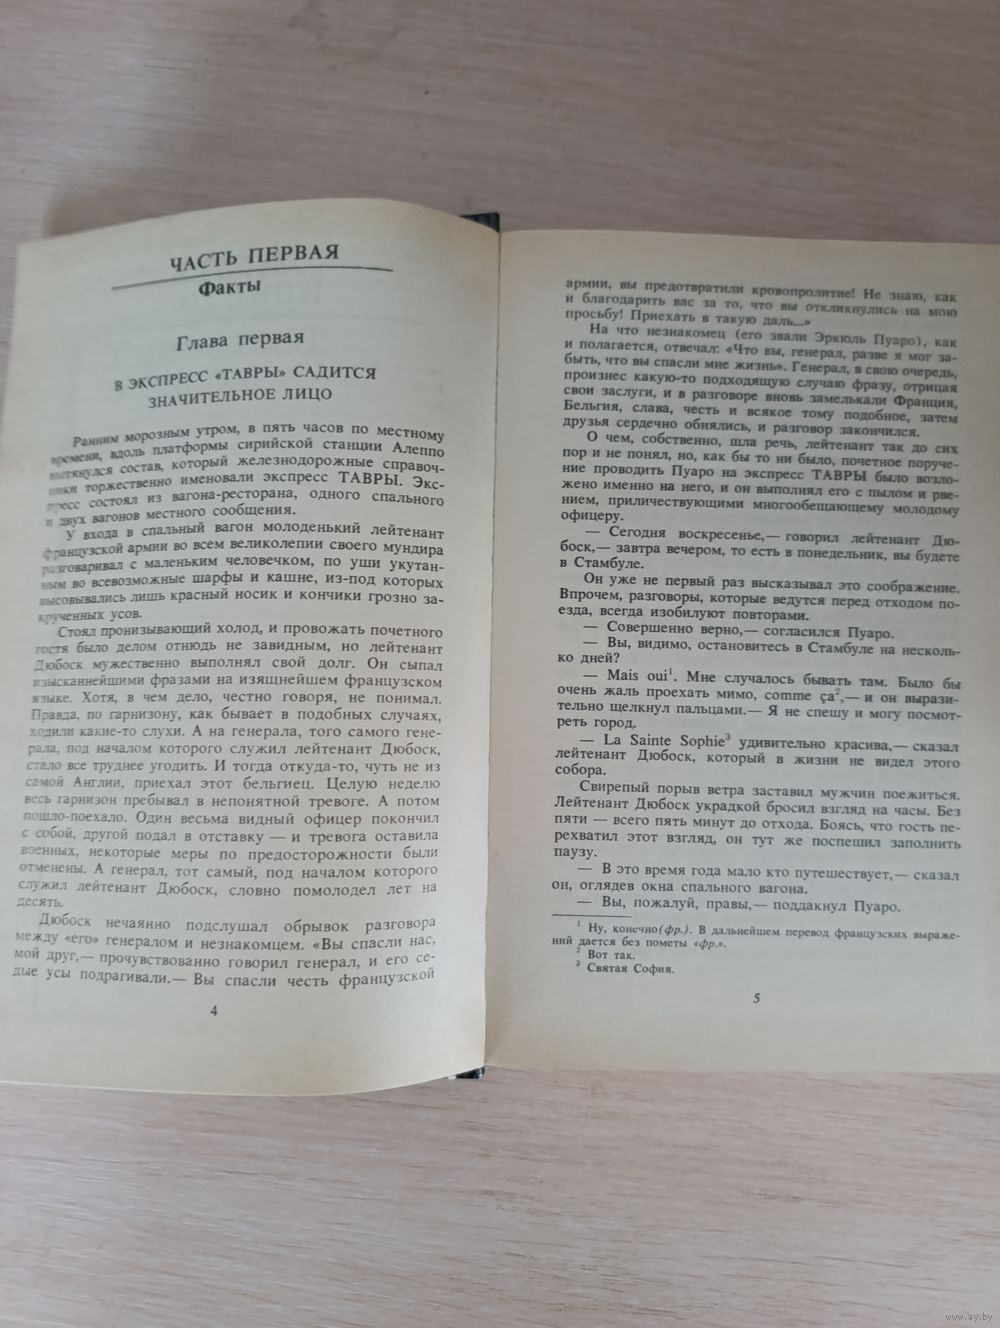 ЧАСТЬ ПЕРВАЯ
Факты
Глава первая
В ЭКСПРЕСС «ТАВРЫ» САДИТСЯ
ЗНАЧИТЕЛЬНОЕ ЛИЦО
Ранним морозным утром, в пять часов по местному
времени, вдоль платформы сирийской станции Алеппо
вытянулся состав, который железнодорожные справоч-
ники торжественно именовали экспресс ТАВРЫ. Экс-
пресс состоял из вагона-ресторана, одного спального
и двух вагонов местного сообщения.
У входа в спальный вагон молоденький лейтенант
французской армии во всем великолепии своего мундира
разговаривал с маленьким человечком, по уши укутан-
ным во всевозможные шарфы и кашне, из-под которых
высовывались лишь красный носик и кончики грозно за-
крученных усов.
Стоял пронизывающий холод, и провожать почетного
гостя было делом отнюдь не завидным, но лейтенант
Дюбоск мужественно выполнял свой долг. Он сыпал
изысканнейшими фразами на изящнейшем французском
языке. Хотя, в чем дело, честно говоря, не понимал.
Правда, по гарнизону, как бывает в подобных случаях,
ходили какие-то слухи. А на генерала, того самого гене-
рала, под началом которого служил лейтенант Дюбоск,
стало все труднее угодить. И тогда откуда-то, чуть не из
самой Англии, приехал этот бельгиец. Целую неделю
весь гарнизон пребывал в непонятной тревоге. А потом
пошло-поехало. Один весьма видный офицер покончил
с собой, другой подал в отставку — и тревога оставила
военных, некоторые меры по предосторожности были
отменены. А генерал, тот самый, под началом которого
служил лейтенант Дюбоск, словно помолодел лет на
десять.
Дюбоск нечаянно подслушал обрывок разговора
между «его» генералом и незнакомцем. «Вы спасли нас,
мой друг,— прочувствованно говорил генерал, и его се-
дые усы подрагивали.— Вы спасли честь французской
4
армии, вы предотвратили кровопролитие! Не знаю, как
и благодарить вас за то, что вы откликнулись на мою
просьбу! Приехать в такую даль...»
На что незнакомец (его звали Эркюль Пуаро), как
и полагается, отвечал: «Что вы, генерал, разве я мог за-
быть, что вы спасли мне жизнь». Генерал, в свою очередь,
произнес какую-то подходящую случаю фразу, отрицая
свои заслуги, и в разговоре вновь замелькали Франция,
Бельгия, слава, честь и всякое тому подобное, затем
друзья сердечно обнялись, и разговор закончился.
О чем, собственно, шла речь, лейтенант так до сих
пор и не понял, но, как бы то ни было, почетное поруче-
ние проводить Пуаро на экспресс ТАВРЫ было возло-
жено именно на него, и он выполнял его с пылом и рве-
нием, приличествующими многообещающему молодому
офицеру.
— Сегодня воскресенье,— говорил лейтенант Дю-
боск,— завтра вечером, то есть в понедельник, вы будете
в Стамбуле.
Он уже не первый раз высказывал это соображение.
Впрочем, разговоры, которые ведутся перед отходом по-
езда, всегда изобилуют повторами.
— Совершенно верно,— согласился Пуаро.
— Вы, видимо, остановитесь в Стамбуле на несколь-
ко дней?
— Mais oui¹. Мне случалось бывать там. Было бы
очень жаль проехать мимо, comme ça²,— и он вырази-
тельно щелкнул пальцами.— Я не спешу и могу посмот-
реть город.
— La Sainte Sophie³ удивительно красива,— сказал
лейтенант Дюбоск, который в жизни не видел этого
собора.
Свирепый порыв ветра заставил мужчин поежиться.
Лейтенант Дюбоск украдкой бросил взгляд на часы. Без
пяти — всего пять минут до отхода. Боясь, что гость пе-
рехватил этот взгляд, он тут же поспешил заполнить
паузу.
— В это время года мало кто путешествует,— сказал
он, оглядев окна спального вагона.
— Вы, пожалуй, правы,— поддакнул Пуаро.
¹ Ну, конечно (фр.). В дальнейшем перевод французских выраже-
ний дается без пометы «фр.».
² Вот так.
³ Святая София.
5
www.ay.by